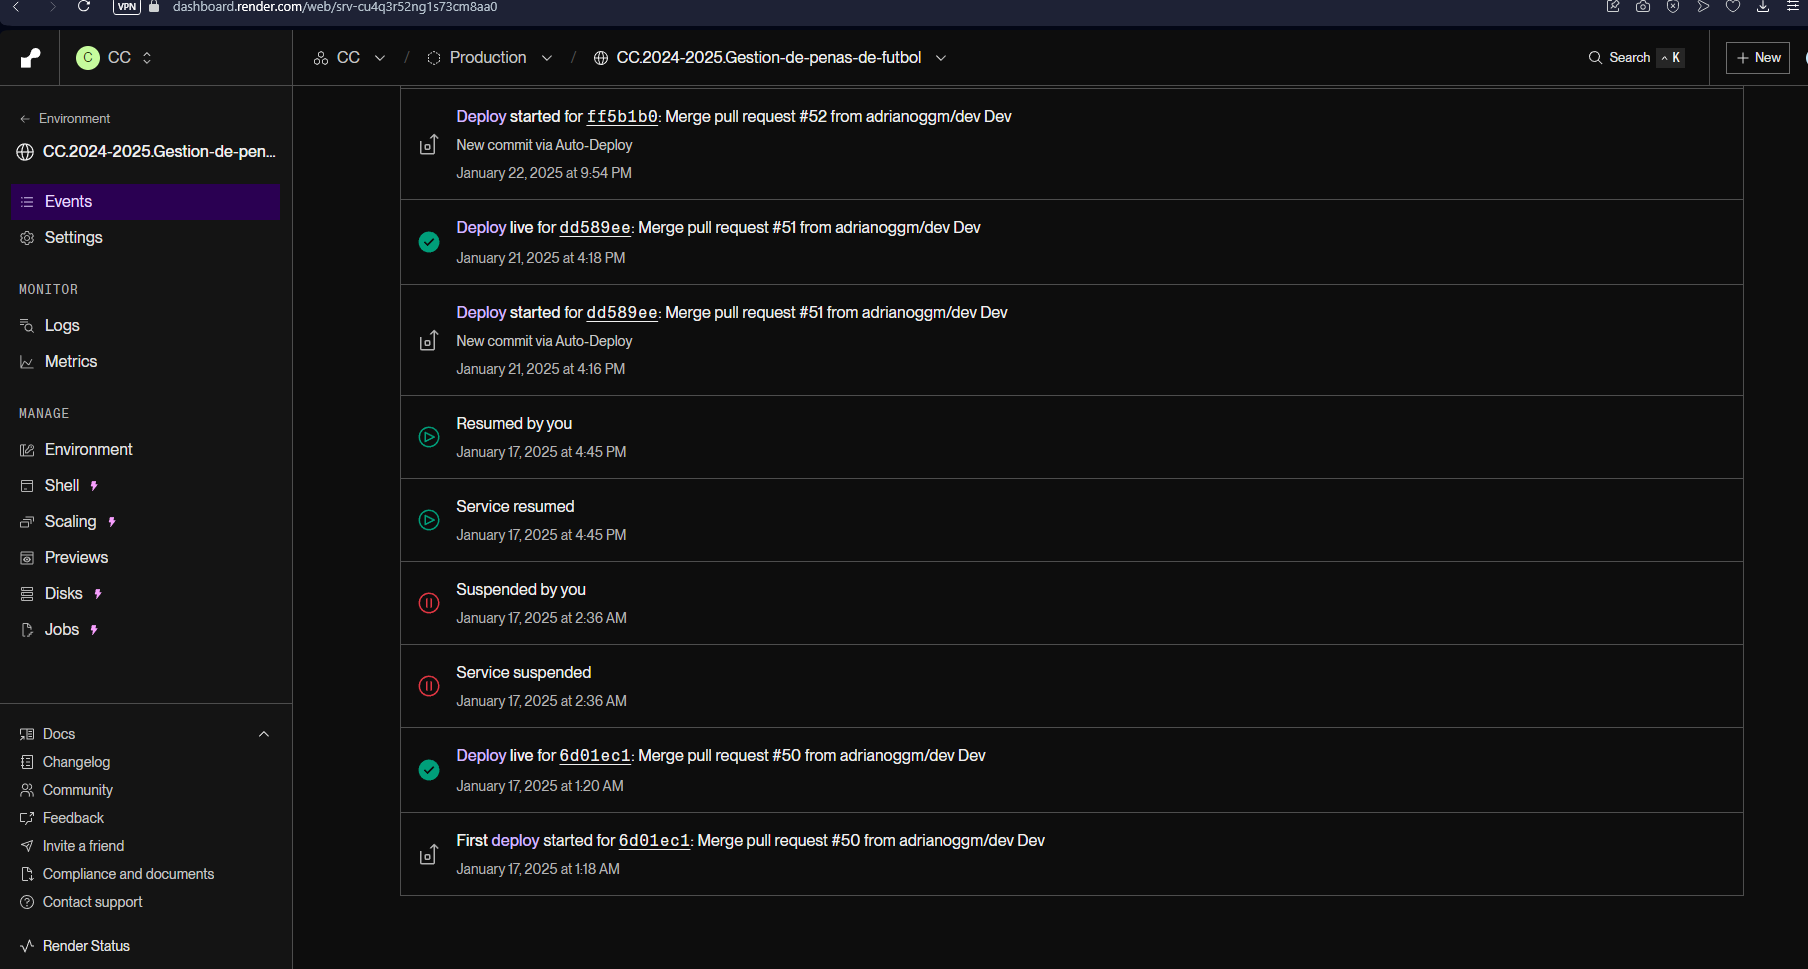 VPN
dashboard.render.com/web/srv-cu4q3r52ng1s73cm8aa0
C CC
CC / Production / CC.2024-2025.Gestion-de-penas-de-futbol
Search ^ K
+ New
← Environment
CC.2024-2025.Gestion-de-pen...
Events
Settings
MONITOR
Logs
Metrics
MANAGE
Environment
Shell
Scaling
Previews
Disks
Jobs
Docs
Changelog
Community
Feedback
Invite a friend
Compliance and documents
Contact support
Render Status
Deploy started for ff5b1b0: Merge pull request #52 from adrianoggm/dev Dev
New commit via Auto-Deploy
January 22, 2025 at 9:54 PM
Deploy live for dd589ee: Merge pull request #51 from adrianoggm/dev Dev
January 21, 2025 at 4:18 PM
Deploy started for dd589ee: Merge pull request #51 from adrianoggm/dev Dev
New commit via Auto-Deploy
January 21, 2025 at 4:16 PM
Resumed by you
January 17, 2025 at 4:45 PM
Service resumed
January 17, 2025 at 4:45 PM
Suspended by you
January 17, 2025 at 2:36 AM
Service suspended
January 17, 2025 at 2:36 AM
Deploy live for 6d01ec1: Merge pull request #50 from adrianoggm/dev Dev
January 17, 2025 at 1:20 AM
First deploy started for 6d01ec1: Merge pull request #50 from adrianoggm/dev Dev
January 17, 2025 at 1:18 AM